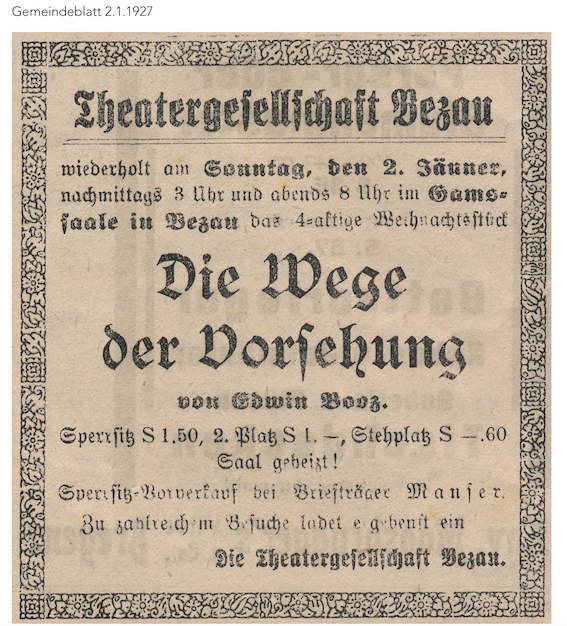 Gemeindeblatt 2.1.1927
Theatergesellschaft Bezau
wiederholt am Sonntag, den 2. Jänner,
nachmittags 3 Uhr und abends 8 Uhr im Gams-
saale in Bezau das 4-aktige Weihnachtsstück
Die Wege
der Vorsehung
von Edwin Booz.
Sperrsitz S 1.50, 2. Platz S 1.–, Stehplatz S –.60
Saal geheizt!
Sperrsitz-Vorverkauf bei Briefträger Manser.
Zu zahlreichem Besuche ladet ergebenst ein
Die Theatergesellschaft Bezau.